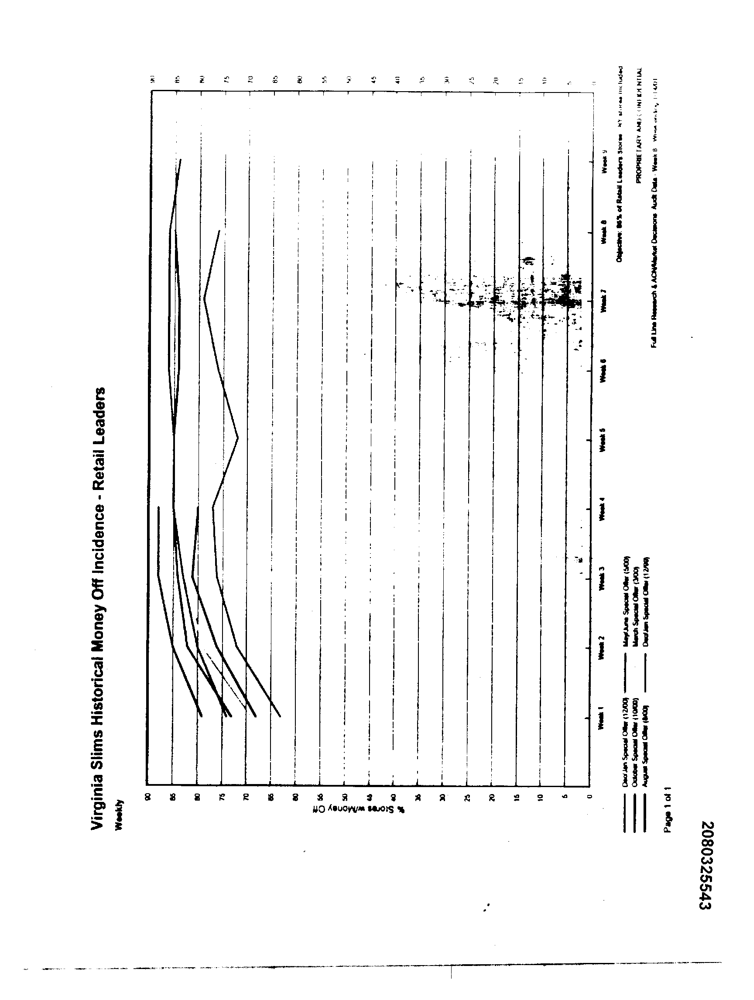 Virginia Slims Historical Money Off Incidence - Retail Leaders
Weekly
90
85
80
75
70
65
60
55
50
45
40
35
30
25
20
15
10
5
0
% Stores w/Money Off
90
85
80
75
70
65
60
55
50
45
40
35
30
25
20
15
10
5
0
Week 1
Week 2
Week 3
Week 4
Week 5
Week 6
Week 7
Week 8
Week 9
Dec/Jan Special Offer (12/00)
October Special Offer (10/00)
August Special Offer (8/00)
May/June Special Offer (5/00)
March Special Offer (3/00)
Dec/Jan Special Offer (12/99)
Objective: 86% of Retail Leaders Stores stores included
PROPRIETARY AND CONFIDENTIAL
Full Line Research & ACN/Market Decisions Audit Data - Week 8
Page 1 of 1
2080325543